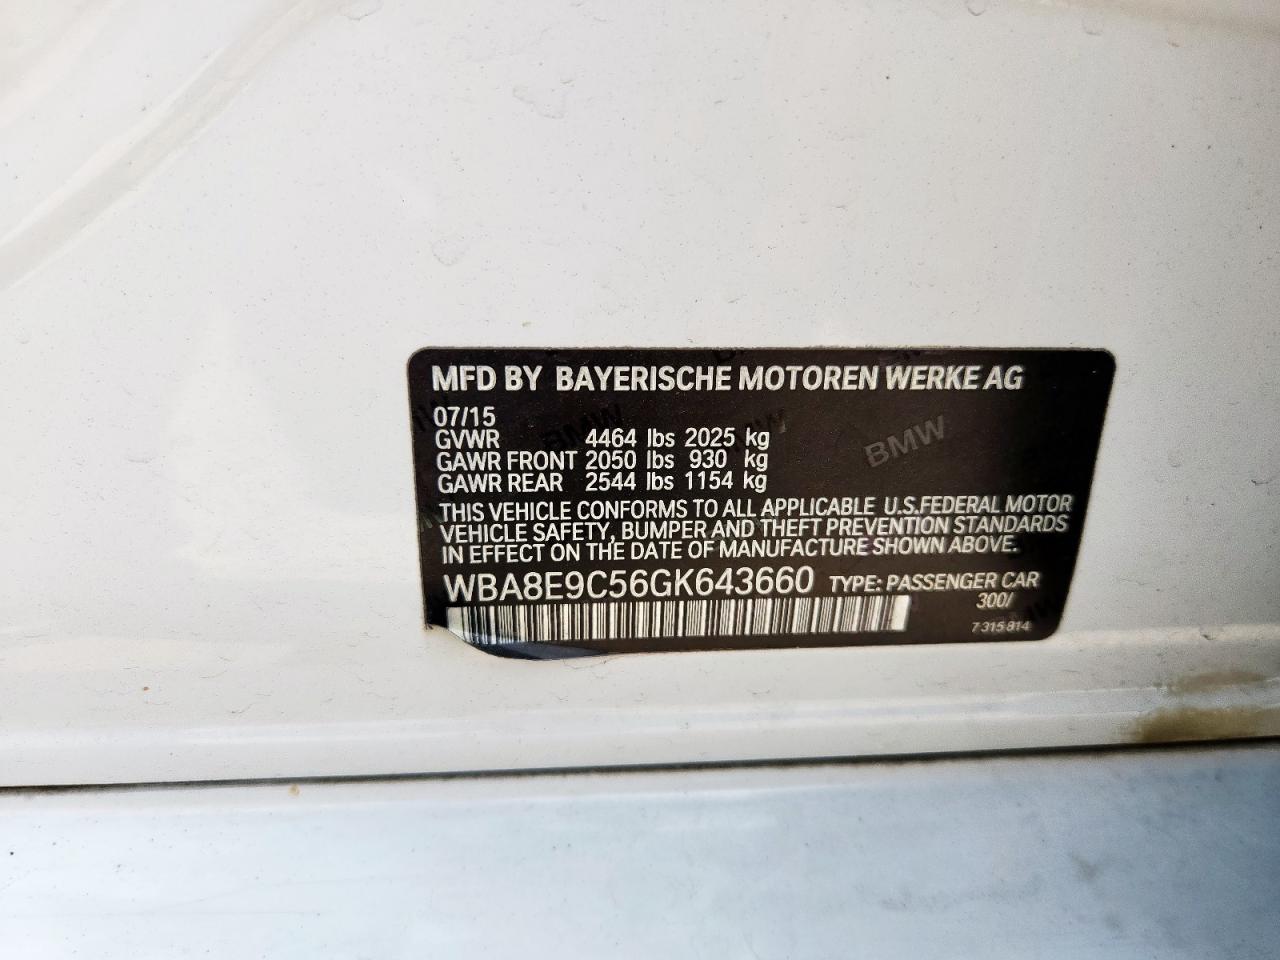 MFD BY BAYERISCHE MOTOREN WERKE AG
07/15
GVWR 4464 lbs 2025 kg
GAWR FRONT 2050 lbs 930 kg
GAWR REAR 2544 lbs 1154 kg
BMW BMW BMW
THIS VEHICLE CONFORMS TO ALL APPLICABLE U.S.FEDERAL MOTOR
VEHICLE SAFETY, BUMPER AND THEFT PREVENTION STANDARDS
IN EFFECT ON THE DATE OF MANUFACTURE SHOWN ABOVE.
WBA8E9C56GK643660 TYPE: PASSENGER CAR
300/
7 315 814